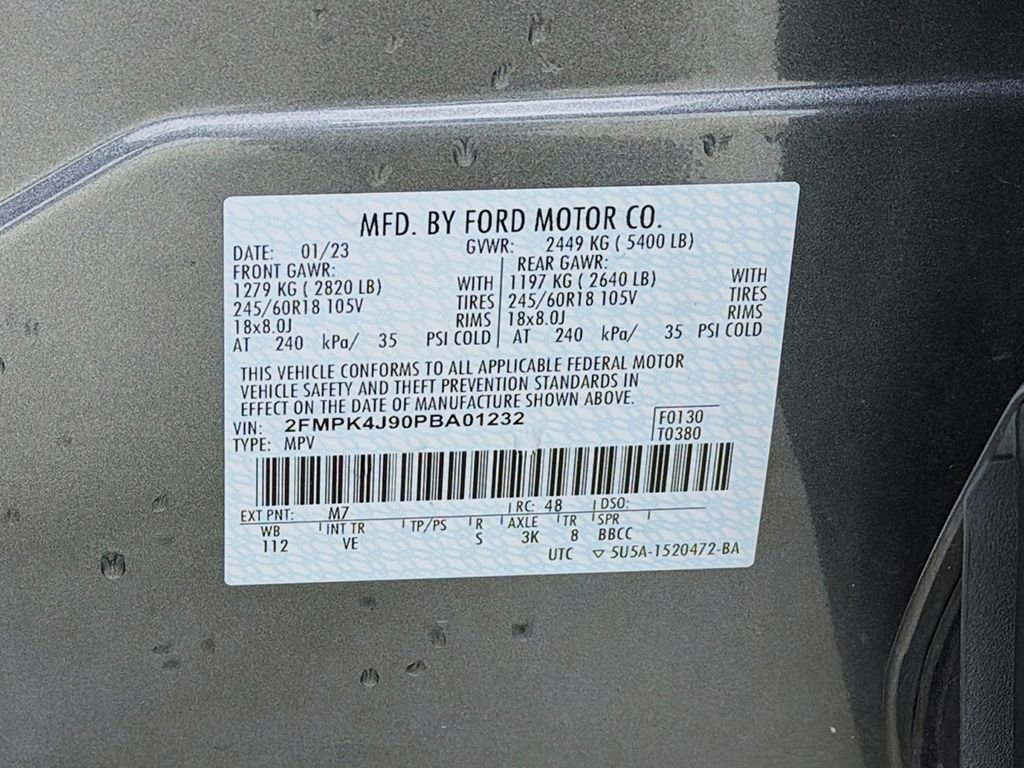 MFD. BY FORD MOTOR CO.
DATE: 01/23 GVWR: 2449 KG ( 5400 LB)
FRONT GAWR: REAR GAWR:
1279 KG ( 2820 LB) WITH 1197 KG ( 2640 LB) WITH
245/60R18 105V TIRES 245/60R18 105V TIRES
18x8.0J RIMS 18x8.0J RIMS
AT 240 kPa/ 35 PSI COLD AT 240 kPa/ 35 PSI COLD
THIS VEHICLE CONFORMS TO ALL APPLICABLE FEDERAL MOTOR
VEHICLE SAFETY AND THEFT PREVENTION STANDARDS IN
EFFECT ON THE DATE OF MANUFACTURE SHOWN ABOVE.
VIN: 2FMPK4J90PBA01232 F0130
TYPE: MPV T0380
EXT PNT: M7 RC: 48 DSO:
WB INT TR TP/PS R AXLE TR SPR
112 VE S 3K 8 BBCC
UTC ▽ 5U5A-1520472-BA